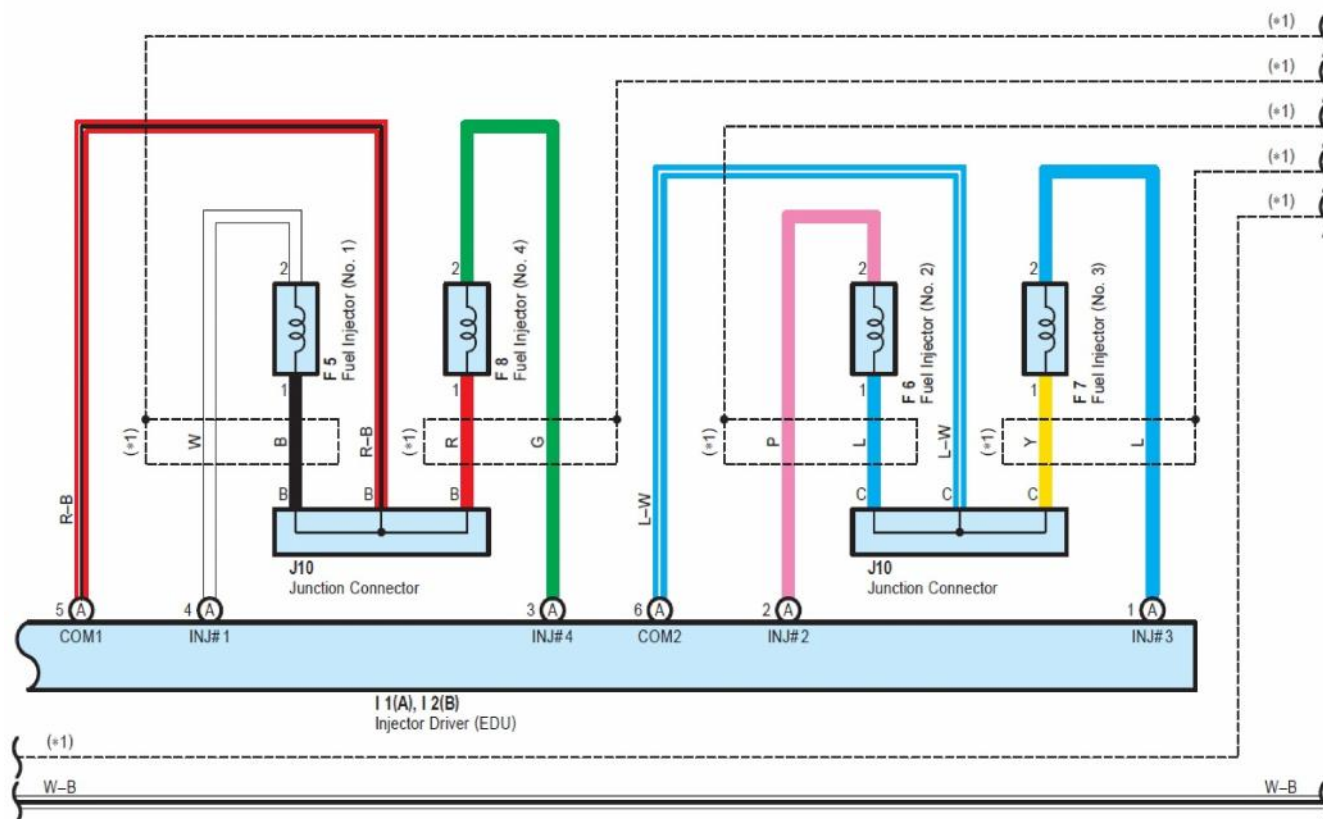 (*1)
(*1)
(*1)
(*1)
(*1)
2
F 5
Fuel Injector (No. 1)
1
2
F 8
Fuel Injector (No. 4)
1
2
F 6
Fuel Injector (No. 2)
1
2
F 7
Fuel Injector (No. 3)
1
(*1)
W
B
R–B
(*1)
R
G
(*1)
P
L
L–W
(*1)
Y
L
R–B
B
B
B
L–W
C
C
C
J10
Junction Connector
J10
Junction Connector
5 A
4 A
3 A
6 A
2 A
1 A
COM1
INJ#1
INJ#4
COM2
INJ#2
INJ#3
I 1(A), I 2(B)
Injector Driver (EDU)
(*1)
W–B
W–B